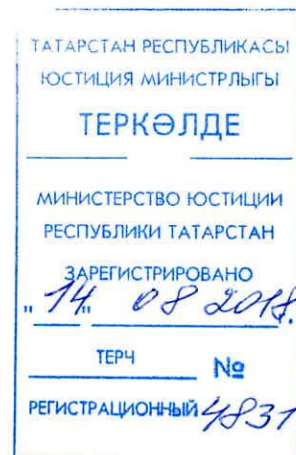 ТАТАРСТАН РЕСПУБЛИКАСЫ
ЮСТИЦИЯ МИНИСТРЛЫГЫ
ТЕРКӘЛДЕ
МИНИСТЕРСТВО ЮСТИЦИИ
РЕСПУБЛИКИ ТАТАРСТАН
ЗАРЕГИСТРИРОВАНО
"14" 08 2018.
ТЕРЧ №
РЕГИСТРАЦИОННЫЙ 4831